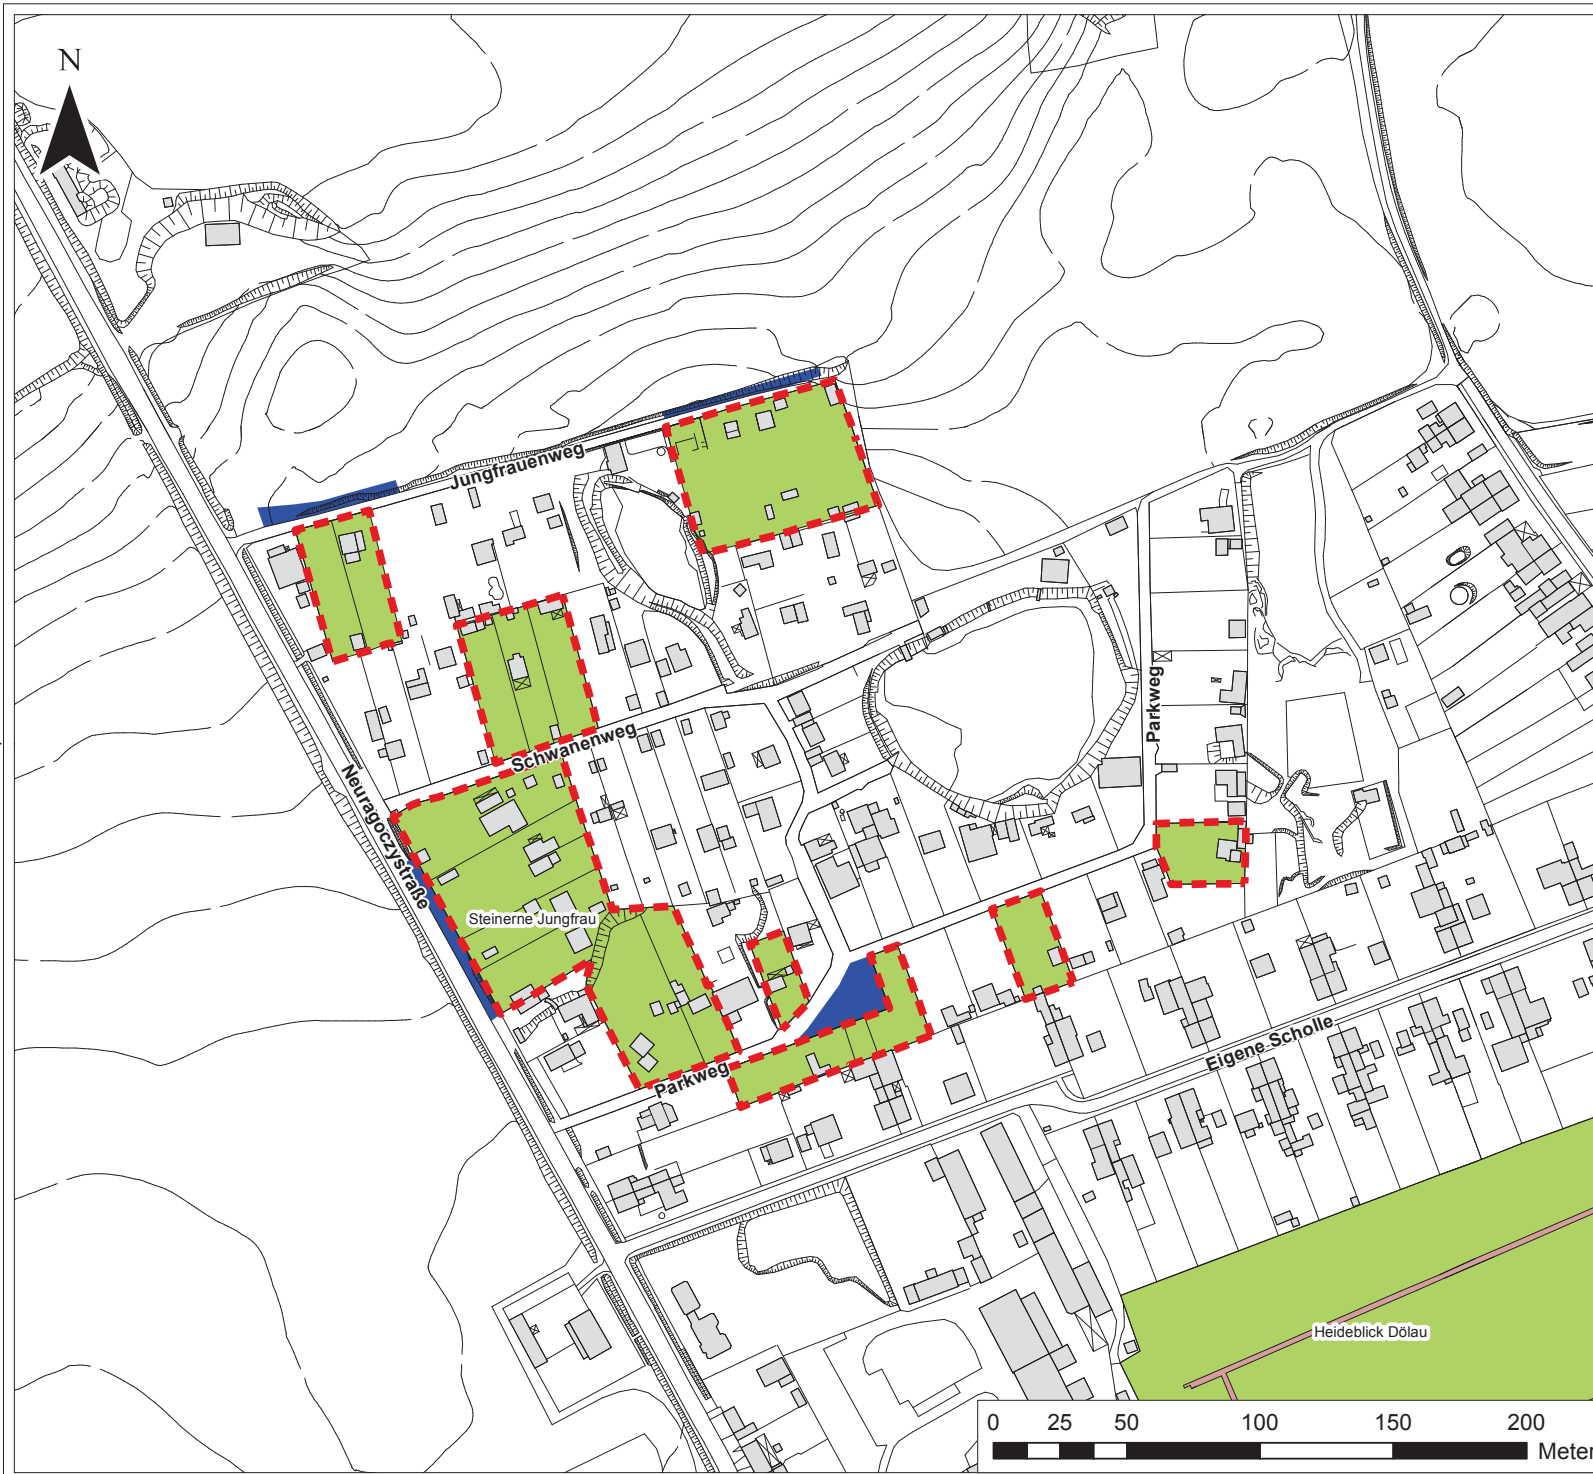 N
Jungfrauenweg
Schwanenweg
Parkweg
Neuragoczystraße
Steinerne Jungfrau
Parkweg
Eigene Scholle
Heideblick Dölau
0 25 50 100 150 200
Meter